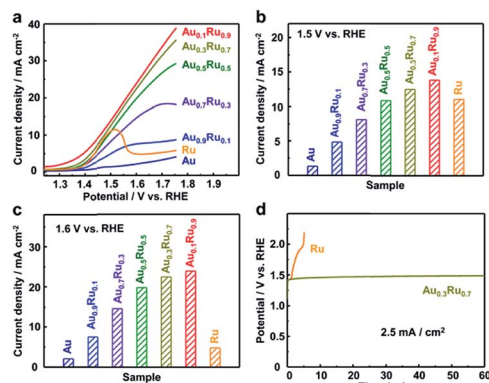 a
Current density / mA cm⁻²
40
30
20
10
0
1.3 1.4 1.5 1.6 1.7 1.8 1.9
Potential / V vs. RHE
Au₀.₁Ru₀.₉
Au₀.₃Ru₀.₇
Au₀.₅Ru₀.₅
Au₀.₇Ru₀.₃
Au₀.₉Ru₀.₁
Ru
Au
b
1.5 V vs. RHE
Current density / mA cm⁻²
20
15
10
5
0
Au
Au₀.₉Ru₀.₁
Au₀.₇Ru₀.₃
Au₀.₅Ru₀.₅
Au₀.₃Ru₀.₇
Au₀.₁Ru₀.₉
Ru
Sample
c
1.6 V vs. RHE
Current density / mA cm⁻²
30
20
10
0
Au
Au₀.₉Ru₀.₁
Au₀.₇Ru₀.₃
Au₀.₅Ru₀.₅
Au₀.₃Ru₀.₇
Au₀.₁Ru₀.₉
Ru
Sample
d
Potential / V vs. RHE
3
2
1
0
Ru
Au₀.₃Ru₀.₇
2.5 mA / cm²
0 10 20 30 40 50 60